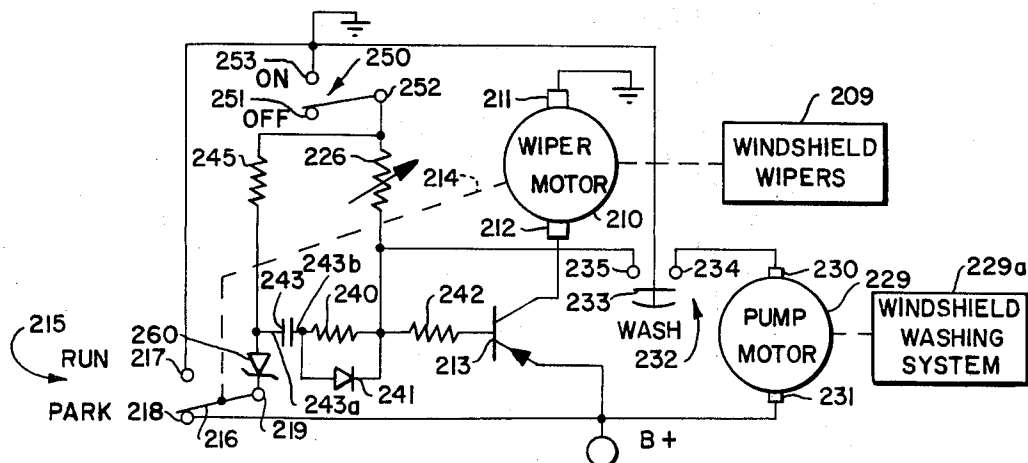 253
ON
250
251
OFF
252
245
226
214
211
WIPER
MOTOR
210
212
209
WINDSHIELD
WIPERS
243
243b
240
242
235
234
233
WASH
232
230
229
229a
PUMP
MOTOR
WINDSHIELD
WASHING
SYSTEM
215
RUN
217
260
213
241
243a
PARK
218
216
219
231
B+